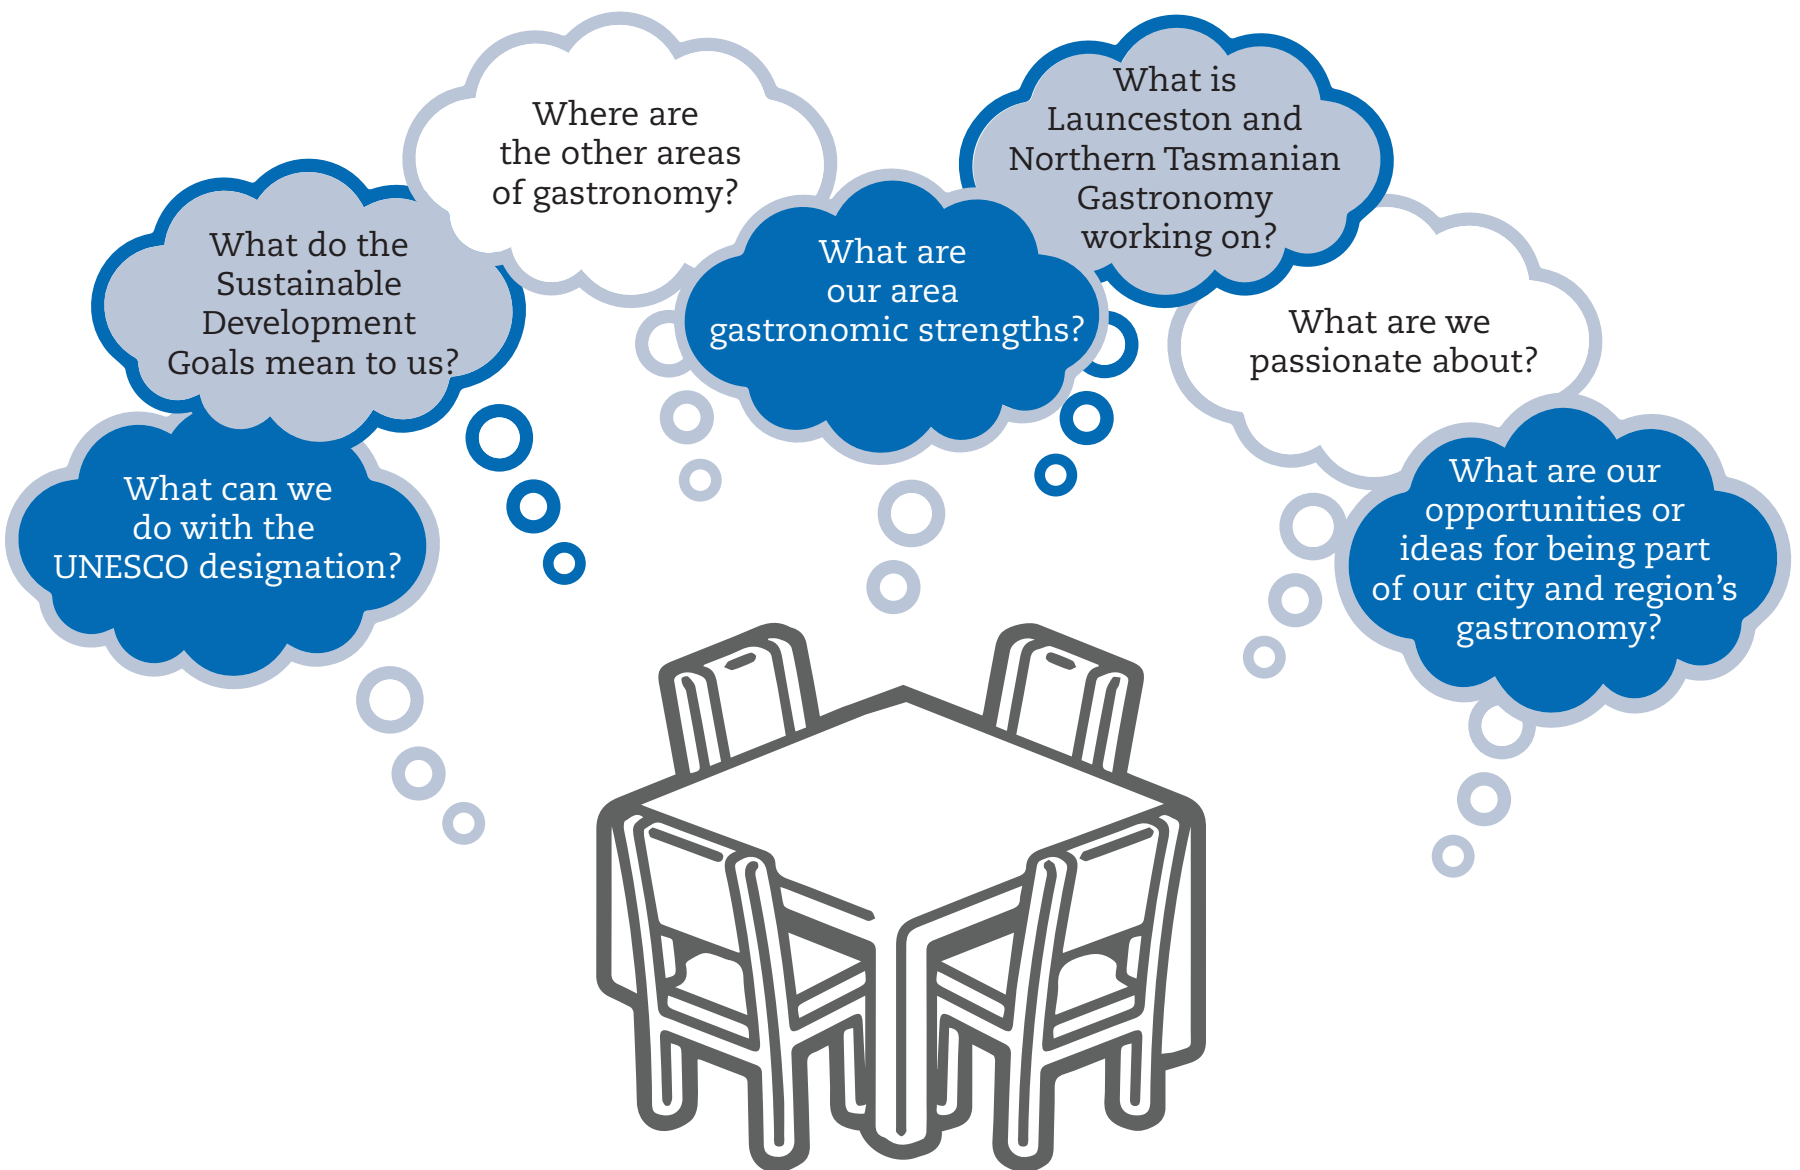 What can we
do with the
UNESCO designation?
What do the
Sustainable
Development
Goals mean to us?
Where are
the other areas
of gastronomy?
What are
our area
gastronomic strengths?
What is
Launceston and
Northern Tasmanian
Gastronomy
working on?
What are we
passionate about?
What are our
opportunities or
ideas for being part
of our city and region’s
gastronomy?